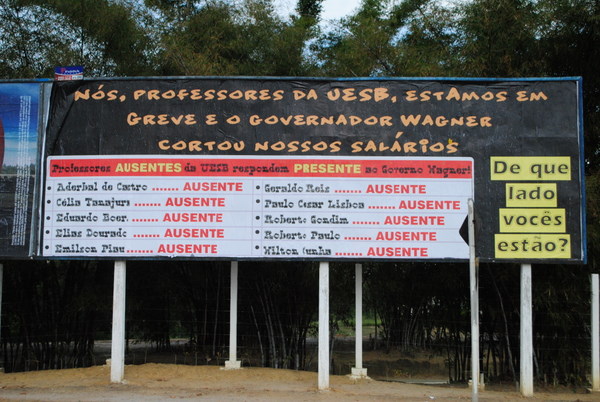 NÓS, PROFESSORES DA UESB, ESTAMOS EM
GREVE E O GOVERNADOR WAGNER
CORTOU NOSSOS SALÁRIOS
Professores AUSENTES da UESB respondem PRESENTE ao Governo Wagner!
• Aderbal de Castro ....... AUSENTE
• Célia Tanajura ....... AUSENTE
• Eduardo Boer. ....... AUSENTE
• Elias Dourado ....... AUSENTE
• Emilson Piau ....... AUSENTE
• Geraldo Reis ....... AUSENTE
• Paulo Cesar Lisboa ....... AUSENTE
• Roberto Gondim ....... AUSENTE
• Roberto Paulo ....... AUSENTE
• Wilton Cunha ....... AUSENTE
De que
lado
vocês
estão?